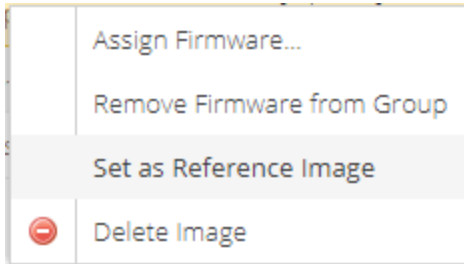 Assign Firmware...
Remove Firmware from Group
Set as Reference Image
Delete Image